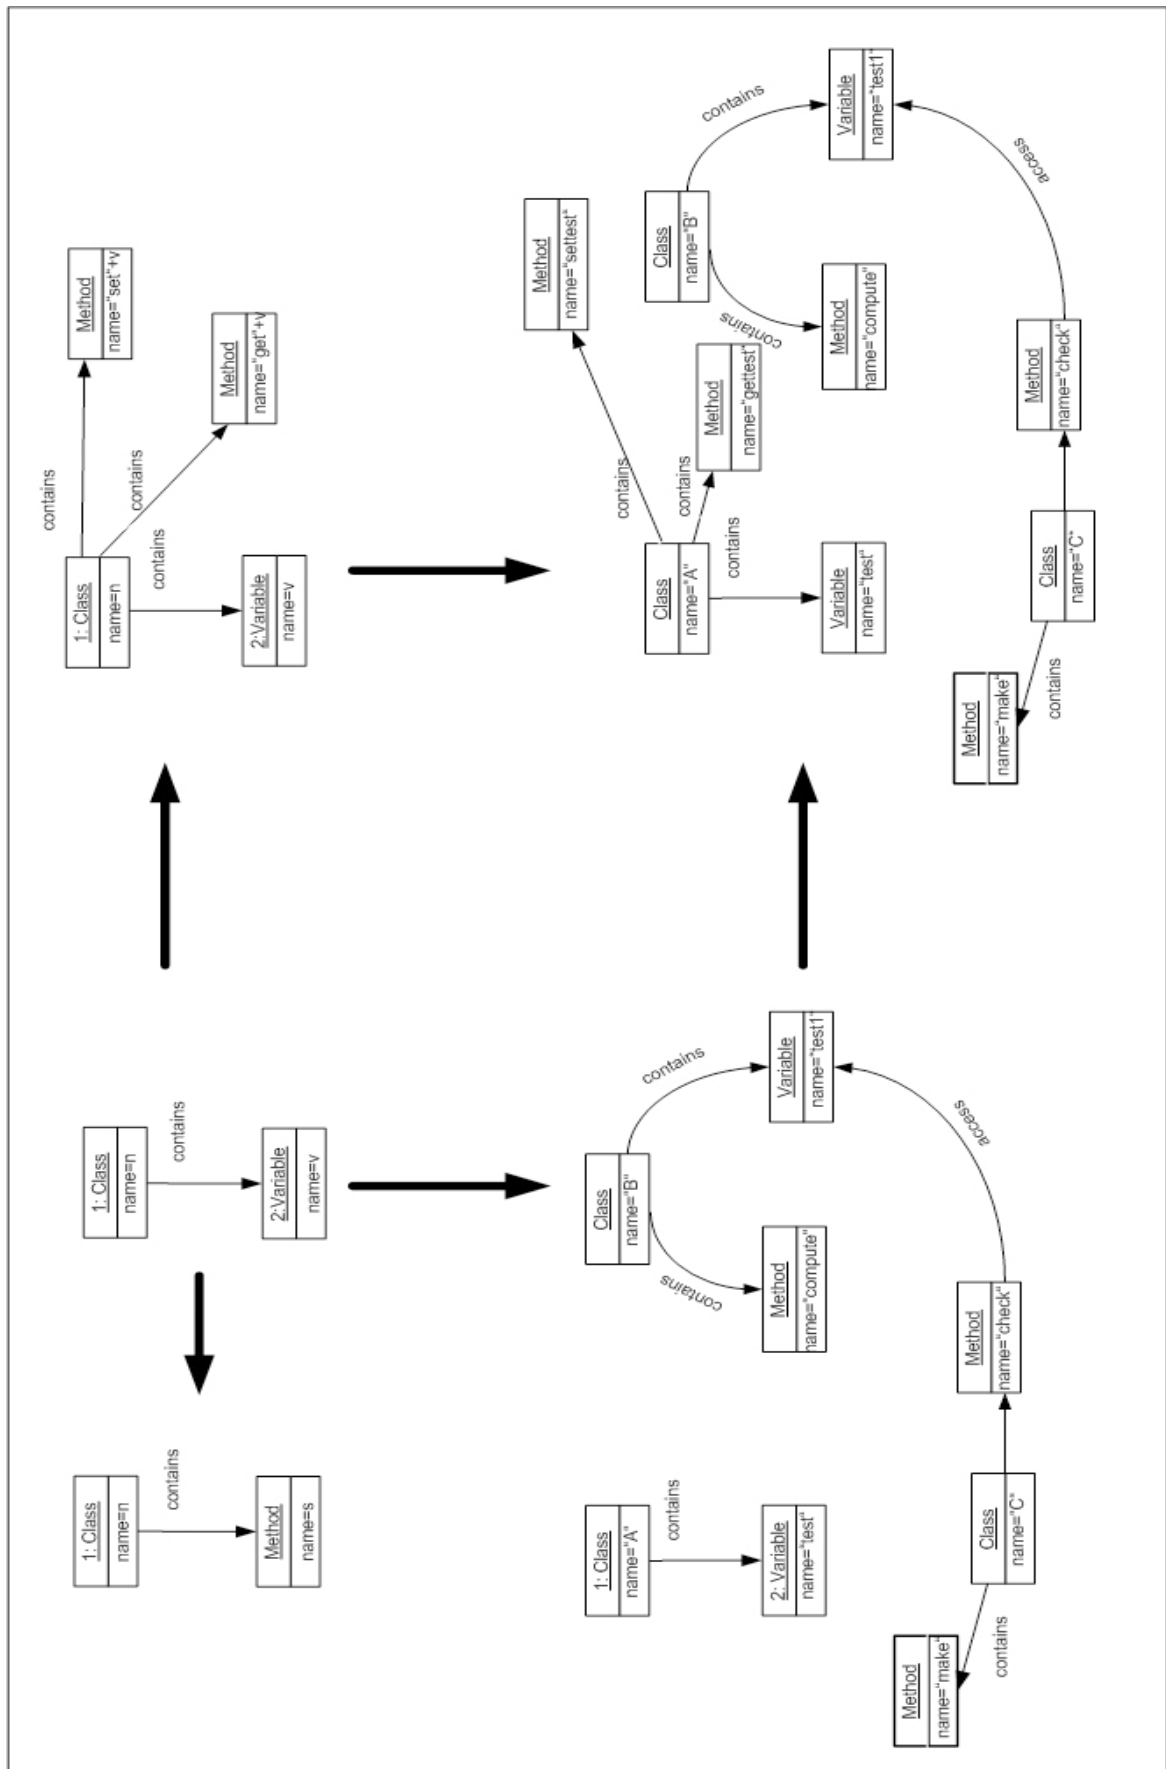 1: Class
name=n
contains
Method
name=s
1: Class
name=n
contains
2:Variable
name=v
1: Class
name=n
contains
Method
name="set"+v
contains
Method
name="get"+v
contains
2:Variable
name=v
1: Class
name="A"
contains
2: Variable
name="test"
Class
name="B"
contains
Variable
name="test1"
contains
Method
name="compute"
access
Method
name="check"
Class
name="C"
contains
Method
name="make"
Class
name="A"
contains
Method
name="settest"
contains
Method
name="gettest"
contains
Variable
name="test"
Class
name="B"
contains
Variable
name="test1"
contains
Method
name="compute"
access
Method
name="check"
Class
name="C"
contains
Method
name="make"